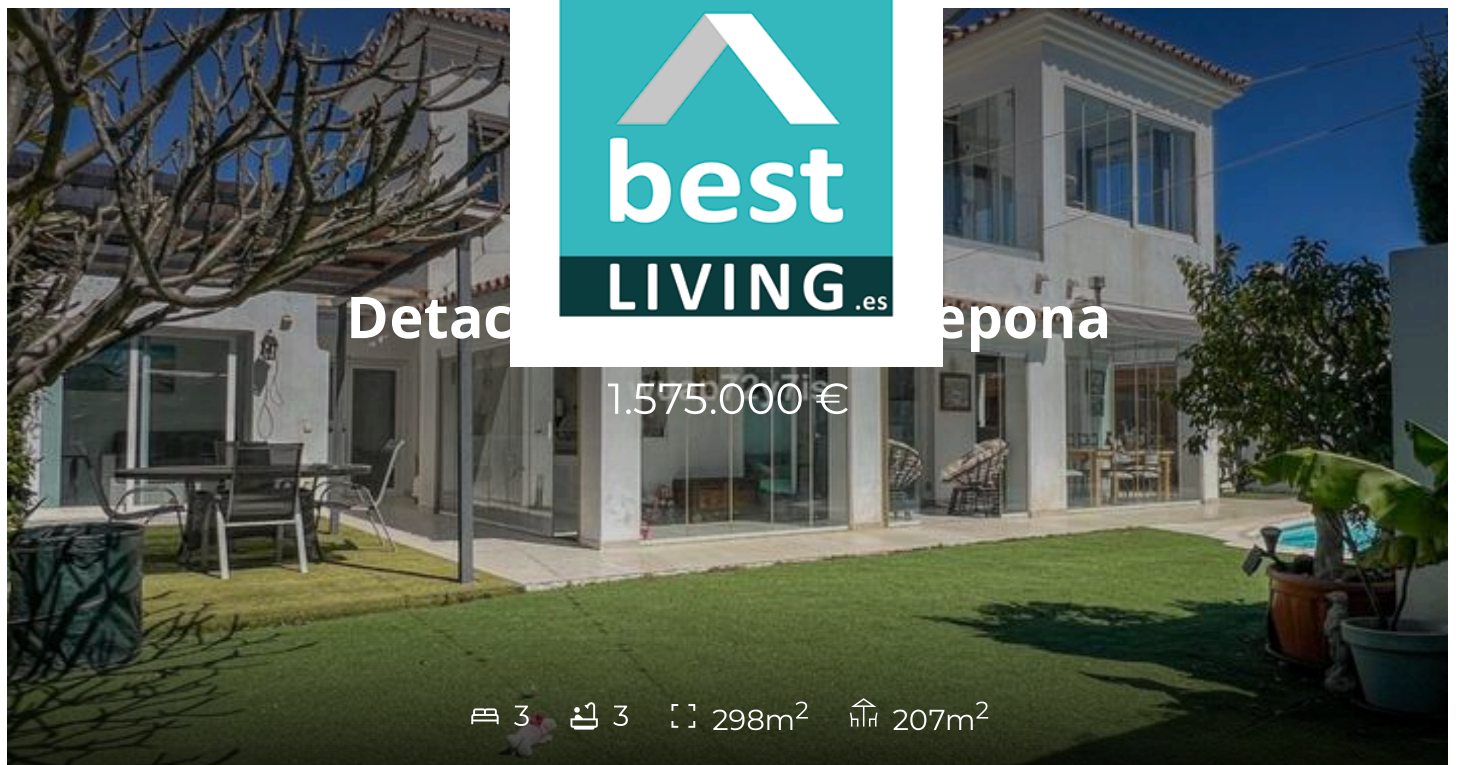 best
LIVING.es
Detac epona
1.575.000 €
3 3 298m² 207m²